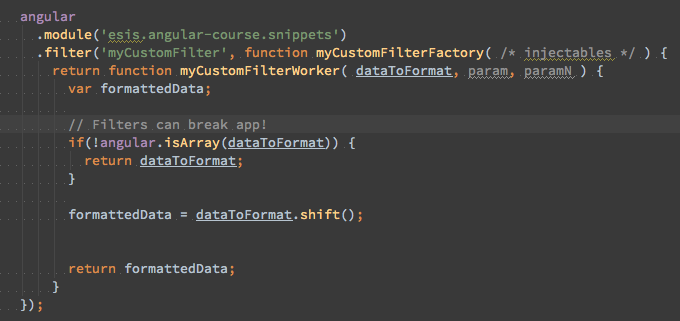 angular
.module('esis.angular-course.snippets')
.filter('myCustomFilter', function myCustomFilterFactory( /* injectables */ ) {
return function myCustomFilterWorker( dataToFormat, param, paramN ) {
var formattedData;
// Filters can break app!
if(!angular.isArray(dataToFormat)) {
return dataToFormat;
}
formattedData = dataToFormat.shift();
return formattedData;
}
});